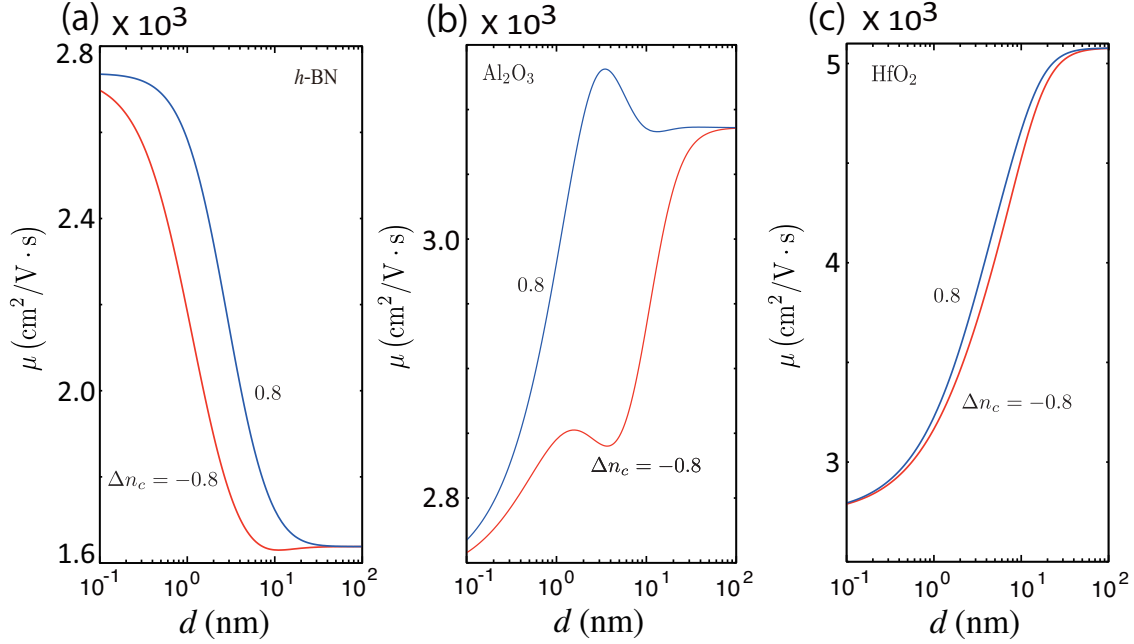 (a) X 10³
2.8
2.4
2.0
1.6
μ (cm²/V · s)
h-BN
0.8
Δn_c = −0.8
10⁻¹ 10⁰ 10¹ 10²
d (nm)
(b) X 10³
3.0
2.8
μ (cm²/V · s)
Al₂O₃
0.8
Δn_c = −0.8
10⁻¹ 10⁰ 10¹ 10²
d (nm)
(c) X 10³
5
4
3
μ (cm²/V · s)
HfO₂
0.8
Δn_c = −0.8
10⁻¹ 10⁰ 10¹ 10²
d (nm)